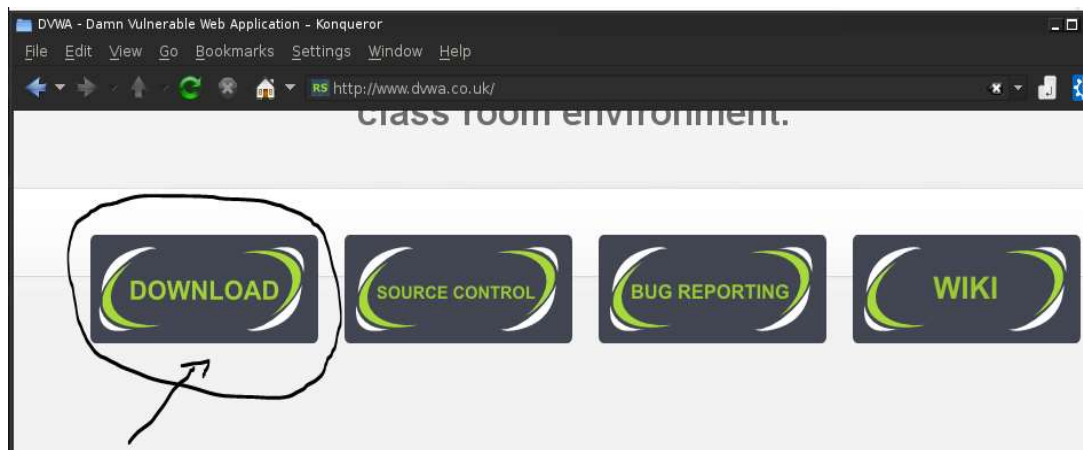 DVWA - Damn Vulnerable Web Application – Konqueror
File Edit View Go Bookmarks Settings Window Help
RS http://www.dvwa.co.uk/
class room environment.
DOWNLOAD
SOURCE CONTROL
BUG REPORTING
WIKI